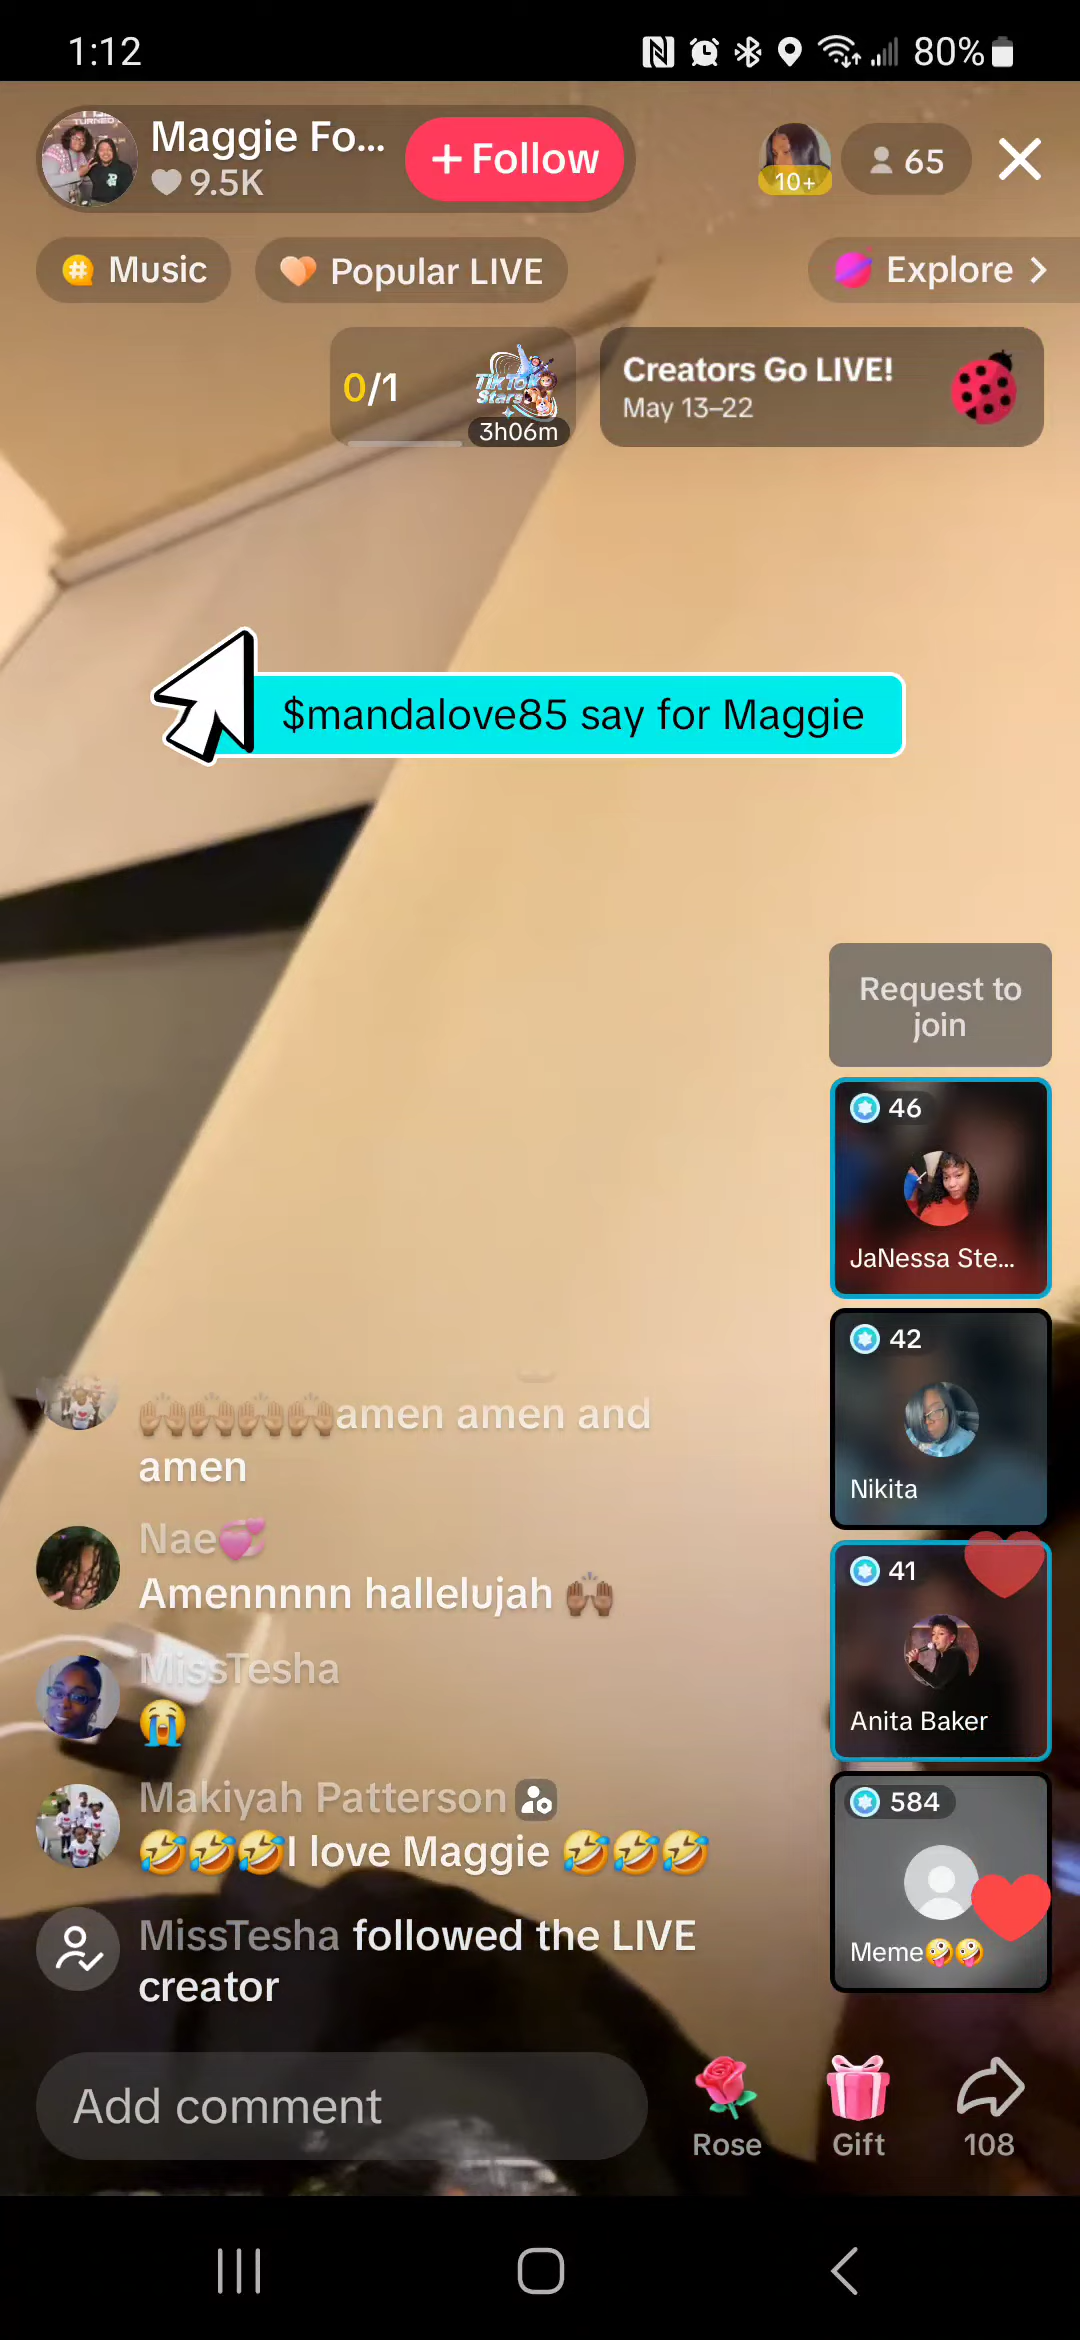 1:12
80%
Maggie Fo...
9.5K
+ Follow
10+
65
Music
Popular LIVE
Explore >
0/1
TikTok
Stars
3h06m
Creators Go LIVE!
May 13–22
$mandalove85 say for Maggie
Request to
join
46
JaNessa Ste...
42
Nikita
41
Anita Baker
584
Meme🤪🤪
🙌🏽🙌🏽🙌🏽🙌🏽amen amen and
amen
Nae💞
Amennnnn hallelujah 🙌🏾
MissTesha
😭
Makiyah Patterson
🤣🤣🤣I love Maggie 🤣🤣🤣
MissTesha followed the LIVE
creator
Add comment
Rose
Gift
108